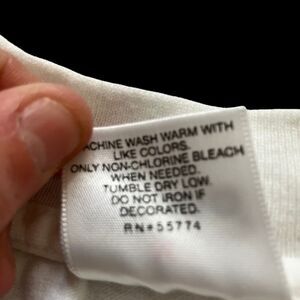 MACHINE WASH WARM WITH
LIKE COLORS.
ONLY NON-CHLORINE BLEACH
WHEN NEEDED.
TUMBLE DRY LOW.
DO NOT IRON IF
DECORATED.
RN#55774